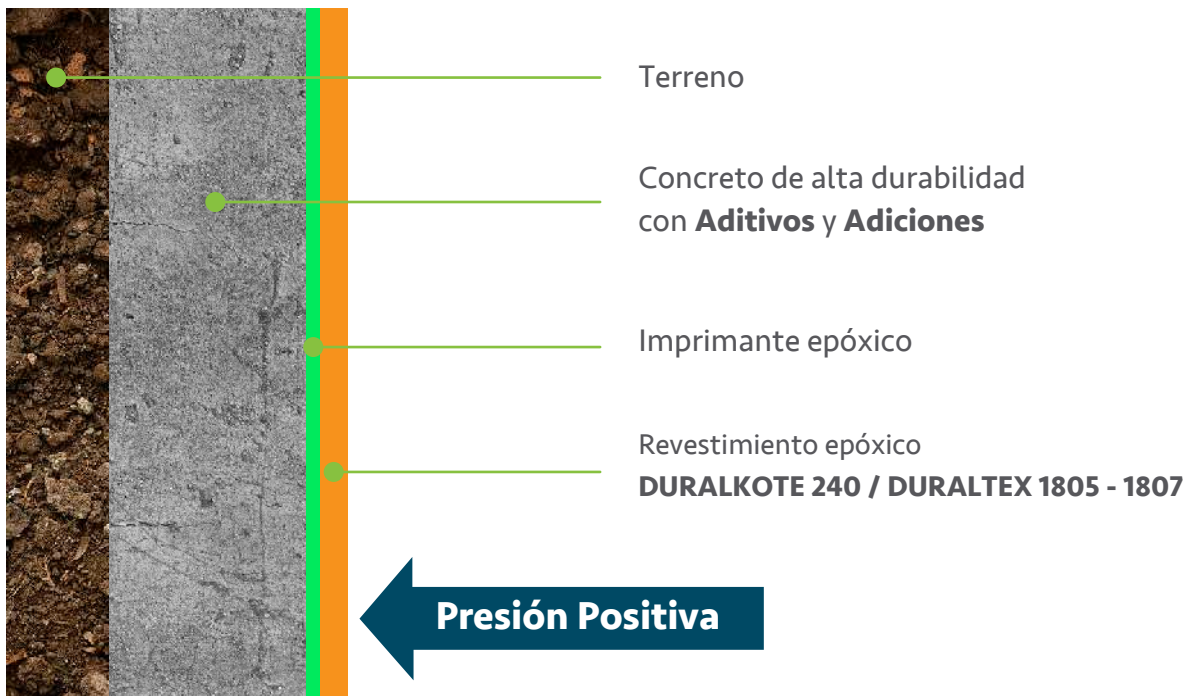 Terreno
Concreto de alta durabilidad
con Aditivos y Adiciones
Imprimante epóxico
Revestimiento epóxico
DURALKOTE 240 / DURALTEX 1805 - 1807
Presión Positiva